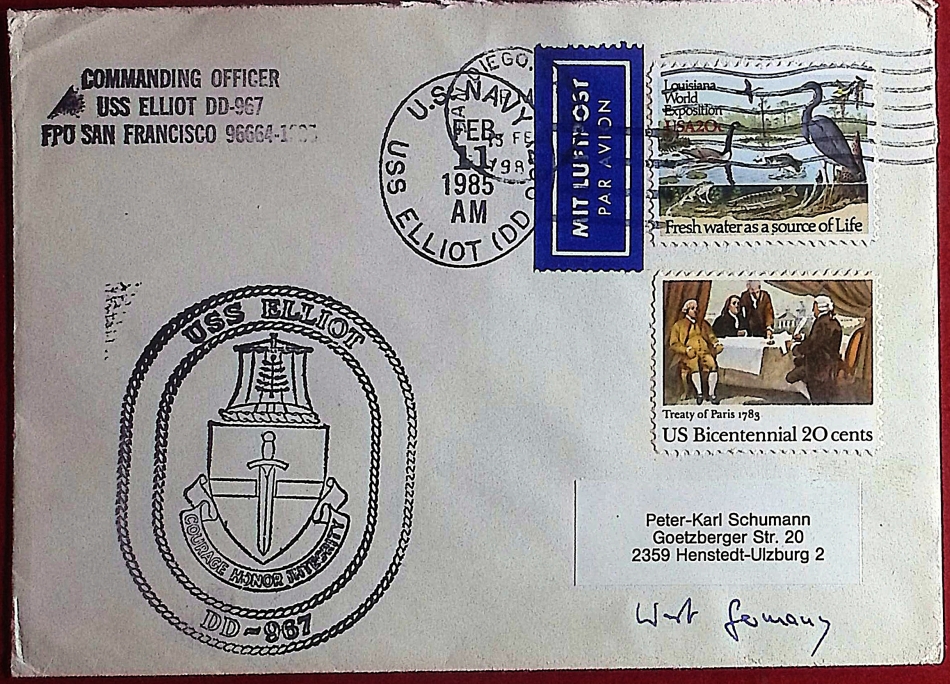 COMMANDING OFFICER
USS ELLIOT DD-967
FPO SAN FRANCISCO 96664-
U.S. NAVY
FEB
11
1985
AM
USS ELLIOT (DD
DIEGO,
MIT LUFTPOST
PAR AVION
Louisiana
World
Exposition
USA 20c
Fresh water as a source of Life
Treaty of Paris 1783
US Bicentennial 20 cents
USS ELLIOT
COURAGE HONOR INTEGRITY
DD-967
Peter-Karl Schumann
Goetzberger Str. 20
2359 Henstedt-Ulzburg 2
West Germany